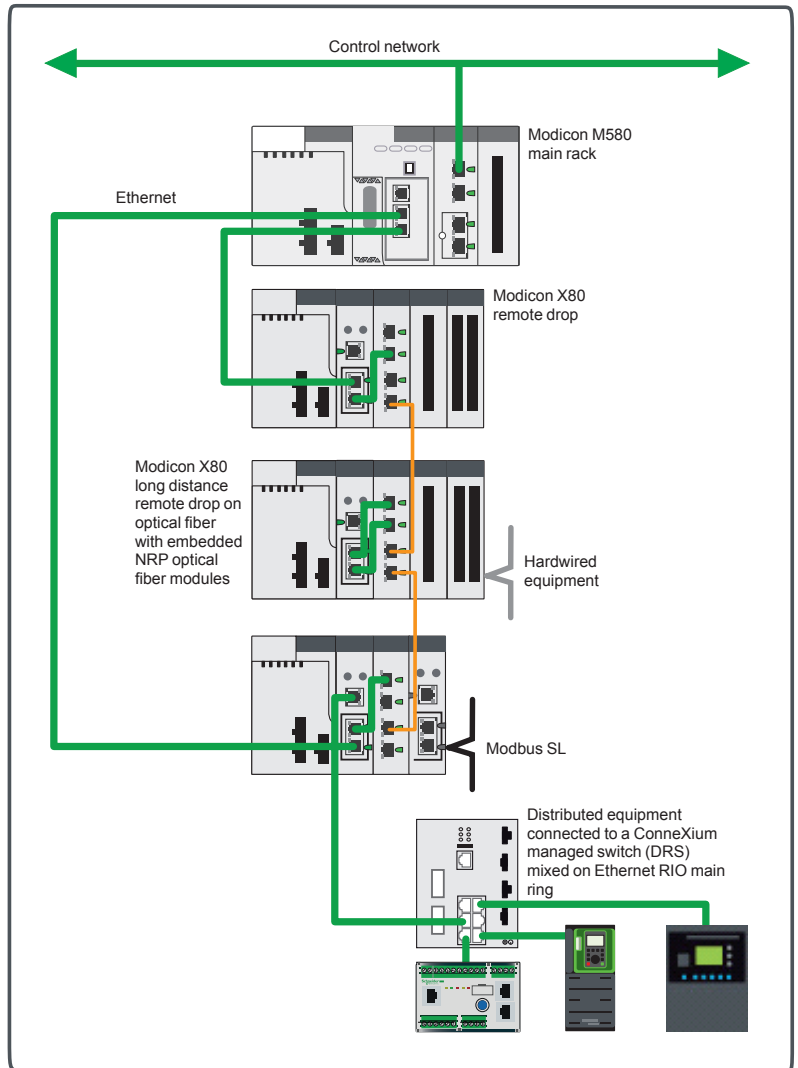 Control network
Modicon M580
main rack
Ethernet
Modicon X80
remote drop
Modicon X80
long distance
remote drop on
optical fiber
with embedded
NRP optical
fiber modules
Hardwired
equipment
Modbus SL
Distributed equipment
connected to a ConneXium
managed switch (DRS)
mixed on Ethernet RIO main
ring